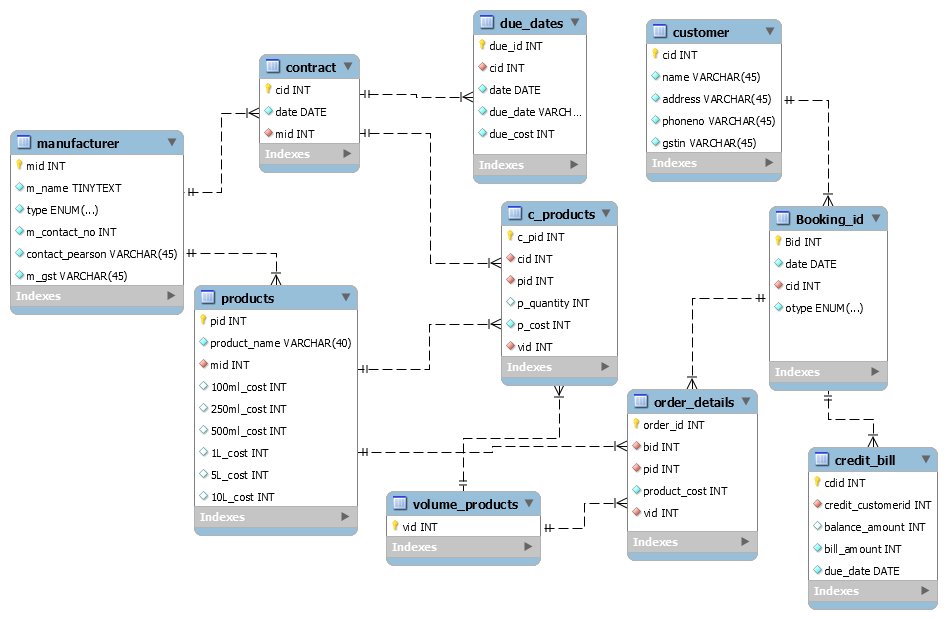 due_dates
due_id INT
cid INT
date DATE
due_date VARCH...
due_cost INT
Indexes
customer
cid INT
name VARCHAR(45)
address VARCHAR(45)
phoneno VARCHAR(45)
gstin VARCHAR(45)
Indexes
contract
cid INT
date DATE
mid INT
Indexes
manufacturer
mid INT
m_name TINYTEXT
type ENUM(...)
m_contact_no INT
contact_pearson VARCHAR(45)
m_gst VARCHAR(45)
Indexes
c_products
c_pid INT
cid INT
pid INT
p_quantity INT
p_cost INT
vid INT
Indexes
Booking_id
Bid INT
date DATE
cid INT
otype ENUM(...)
Indexes
products
pid INT
product_name VARCHAR(40)
mid INT
100ml_cost INT
250ml_cost INT
500ml_cost INT
1L_cost INT
5L_cost INT
10L_cost INT
Indexes
order_details
order_id INT
bid INT
pid INT
product_cost INT
vid INT
Indexes
volume_products
vid INT
Indexes
credit_bill
cdid INT
credit_customerid INT
balance_amount INT
bill_amount INT
due_date DATE
Indexes